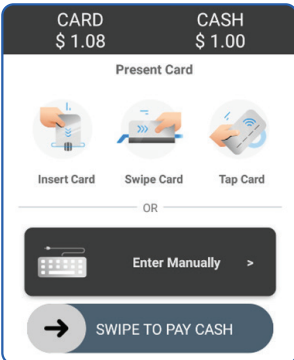 CARD CASH
$ 1.08 $ 1.00
Present Card
Insert Card Swipe Card Tap Card
OR
Enter Manually >
SWIPE TO PAY CASH